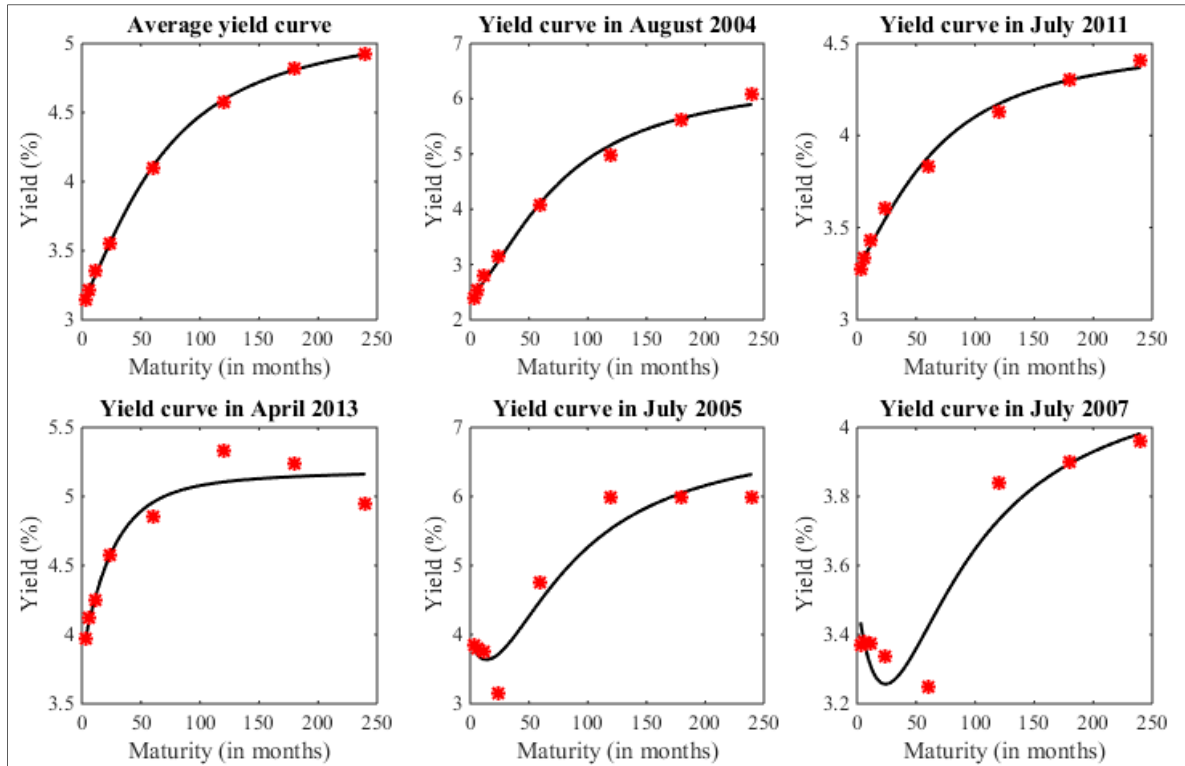 Average yield curve
Yield (%)
5
4.5
4
3.5
3
0 50 100 150 200 250
Maturity (in months)
Yield curve in August 2004
Yield (%)
7
6
5
4
3
2
0 50 100 150 200 250
Maturity (in months)
Yield curve in July 2011
Yield (%)
4.5
4
3.5
3
0 50 100 150 200 250
Maturity (in months)
Yield curve in April 2013
Yield (%)
5.5
5
4.5
4
3.5
0 50 100 150 200 250
Maturity (in months)
Yield curve in July 2005
Yield (%)
7
6
5
4
3
0 50 100 150 200 250
Maturity (in months)
Yield curve in July 2007
Yield (%)
4
3.8
3.6
3.4
3.2
0 50 100 150 200 250
Maturity (in months)